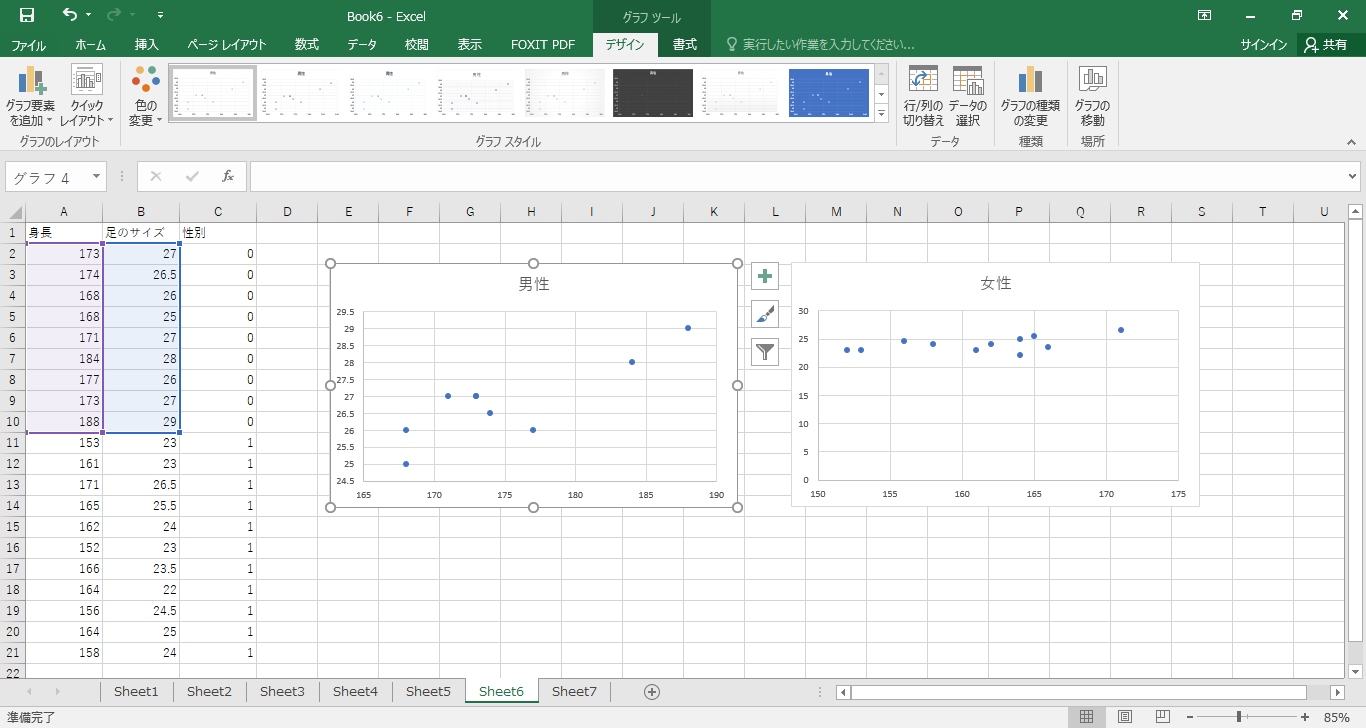 Book6 - Excel
グラフ ツール
ファイル ホーム 挿入 ページ レイアウト 数式 データ 校閲 表示 FOXIT PDF デザイン 書式 実行したい作業を入力してください... サインイン 共有
グラフ要素を追加 クイックレイアウト 色の変更 行/列の切り替え データの選択 グラフの種類の変更 グラフの移動
グラフのレイアウト グラフ スタイル データ 種類 場所
グラフ 4 fx
A B C D E F G H I J K L M N O P Q R S T U
1 身長 足のサイズ 性別
2 173 27 0
3 174 26.5 0
4 168 26 0
5 168 25 0
6 171 27 0
7 184 28 0
8 177 26 0
9 173 27 0
10 188 29 0
11 153 23 1
12 161 23 1
13 171 26.5 1
14 165 25.5 1
15 162 24 1
16 152 23 1
17 166 23.5 1
18 164 22 1
19 156 24.5 1
20 164 25 1
21 158 24 1
22
男性
29.5
29
28.5
28
27.5
27
26.5
26
25.5
25
24.5
165 170 175 180 185 190
女性
30
25
20
15
10
5
0
150 155 160 165 170 175
Sheet1 Sheet2 Sheet3 Sheet4 Sheet5 Sheet6 Sheet7
準備完了 85%